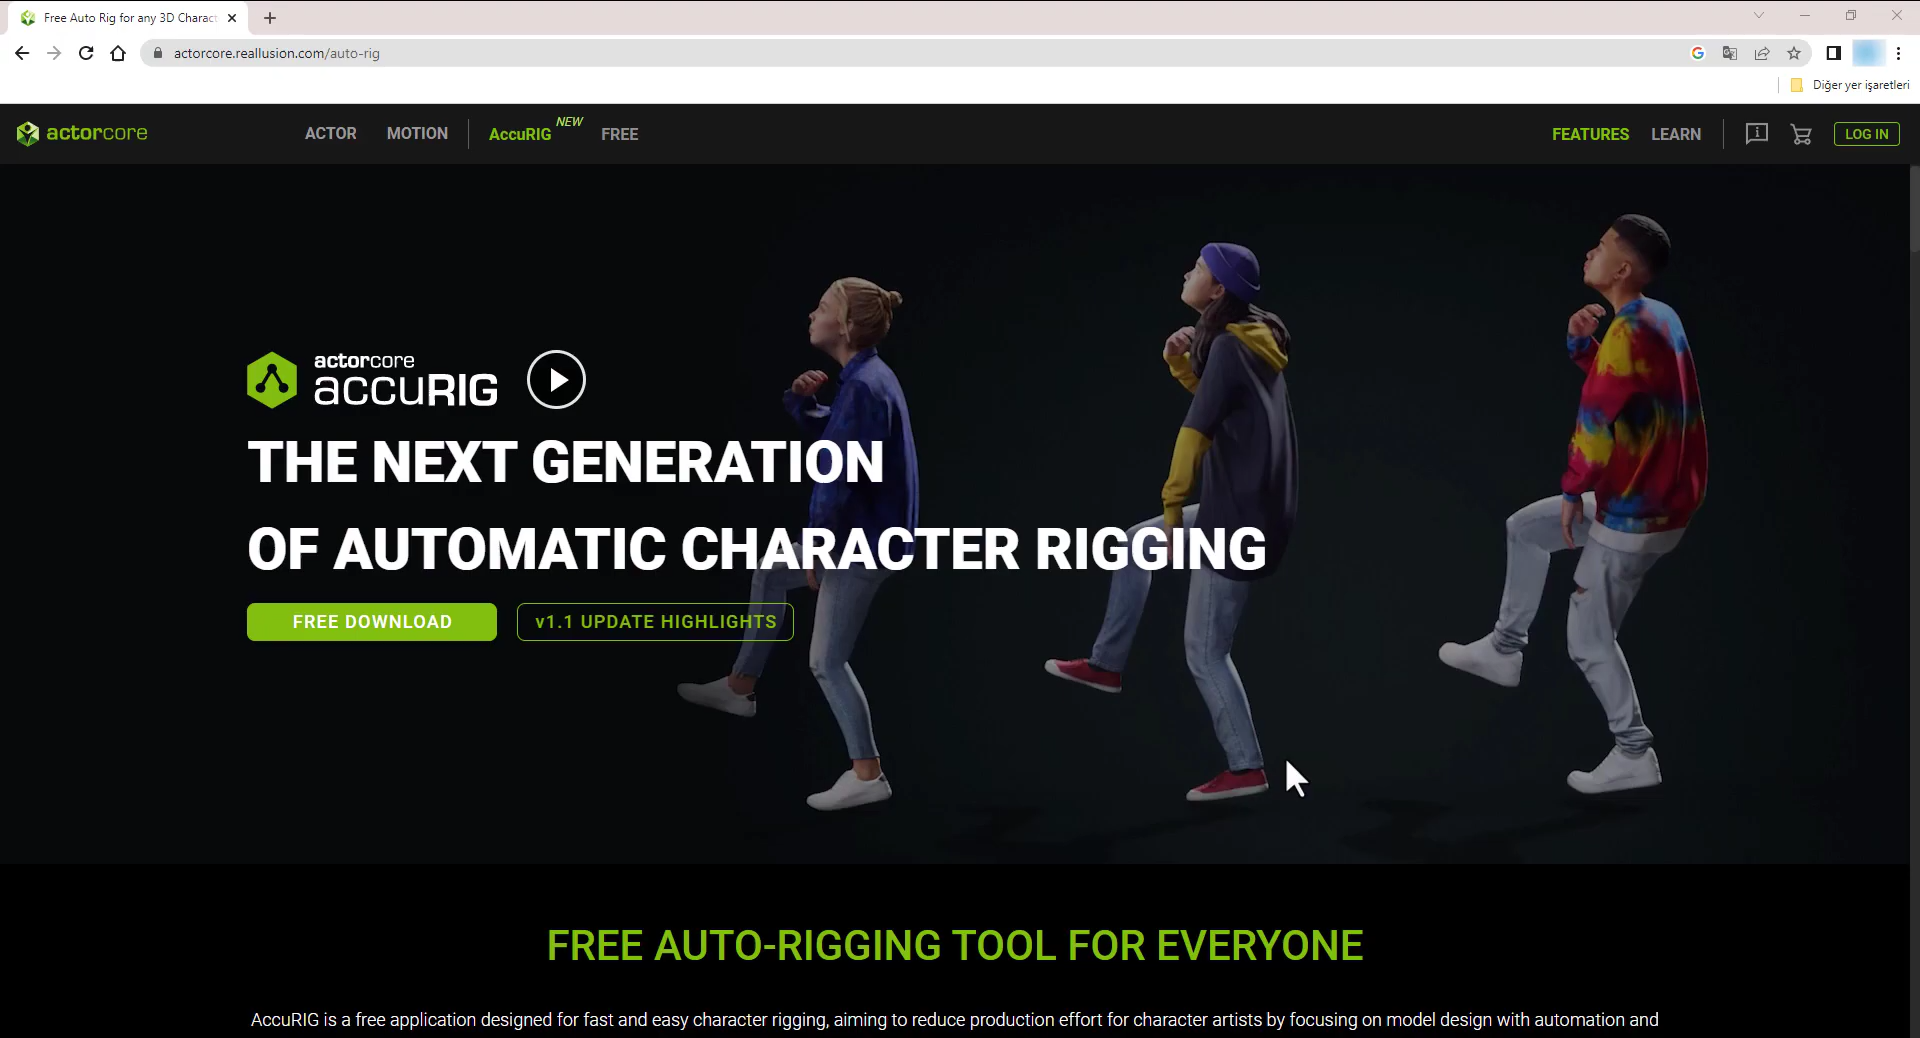 Free Auto Rig for any 3D Charact
actorcore.reallusion.com/auto-rig
Diğer yer işaretleri
actorcore
ACTOR
MOTION
AccuRIG
NEW
FREE
FEATURES
LEARN
LOG IN
actorcore
accuRIG
THE NEXT GENERATION
OF AUTOMATIC CHARACTER RIGGING
FREE DOWNLOAD
v1.1 UPDATE HIGHLIGHTS
FREE AUTO-RIGGING TOOL FOR EVERYONE
AccuRIG is a free application designed for fast and easy character rigging, aiming to reduce production effort for character artists by focusing on model design with automation and